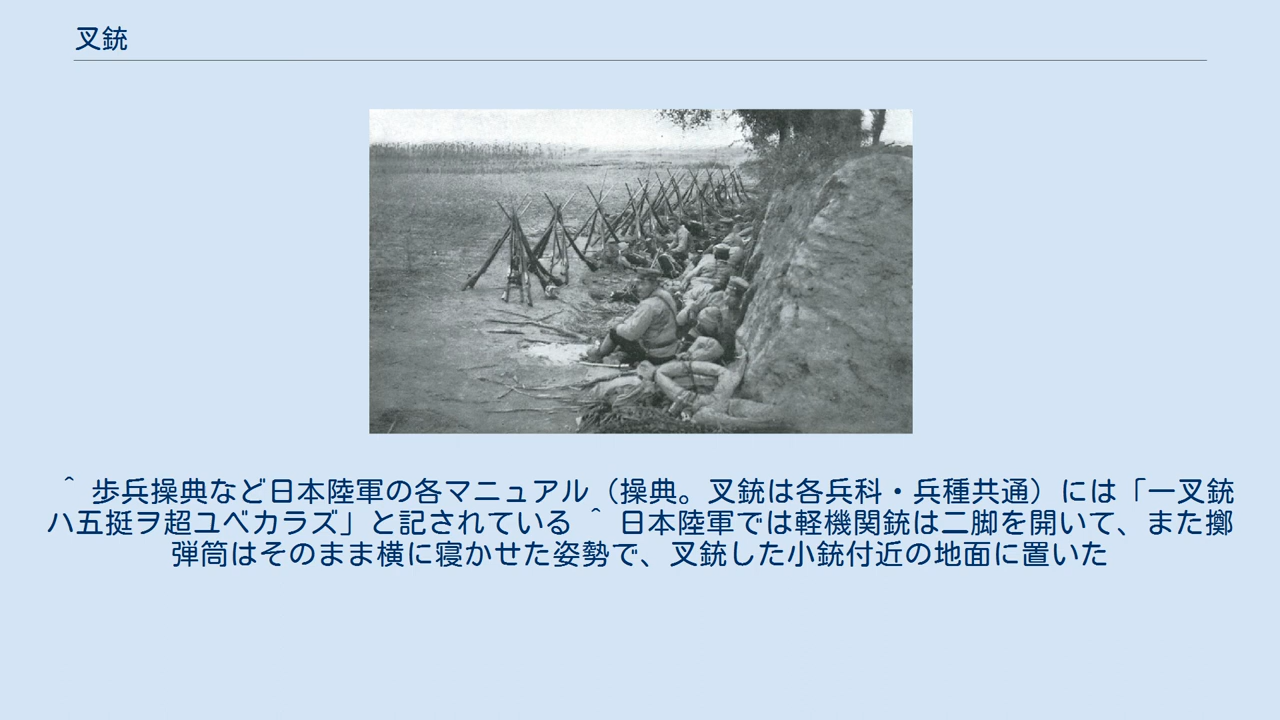 叉銃
＾ 歩兵操典など日本陸軍の各マニュアル（操典。叉銃は各兵科・兵種共通）には「一叉銃
ハ五挺ヲ超ユベカラズ」と記されている ＾ 日本陸軍では軽機関銃は二脚を開いて、また擲
弾筒はそのまま横に寝かせた姿勢で、叉銃した小銃付近の地面に置いた